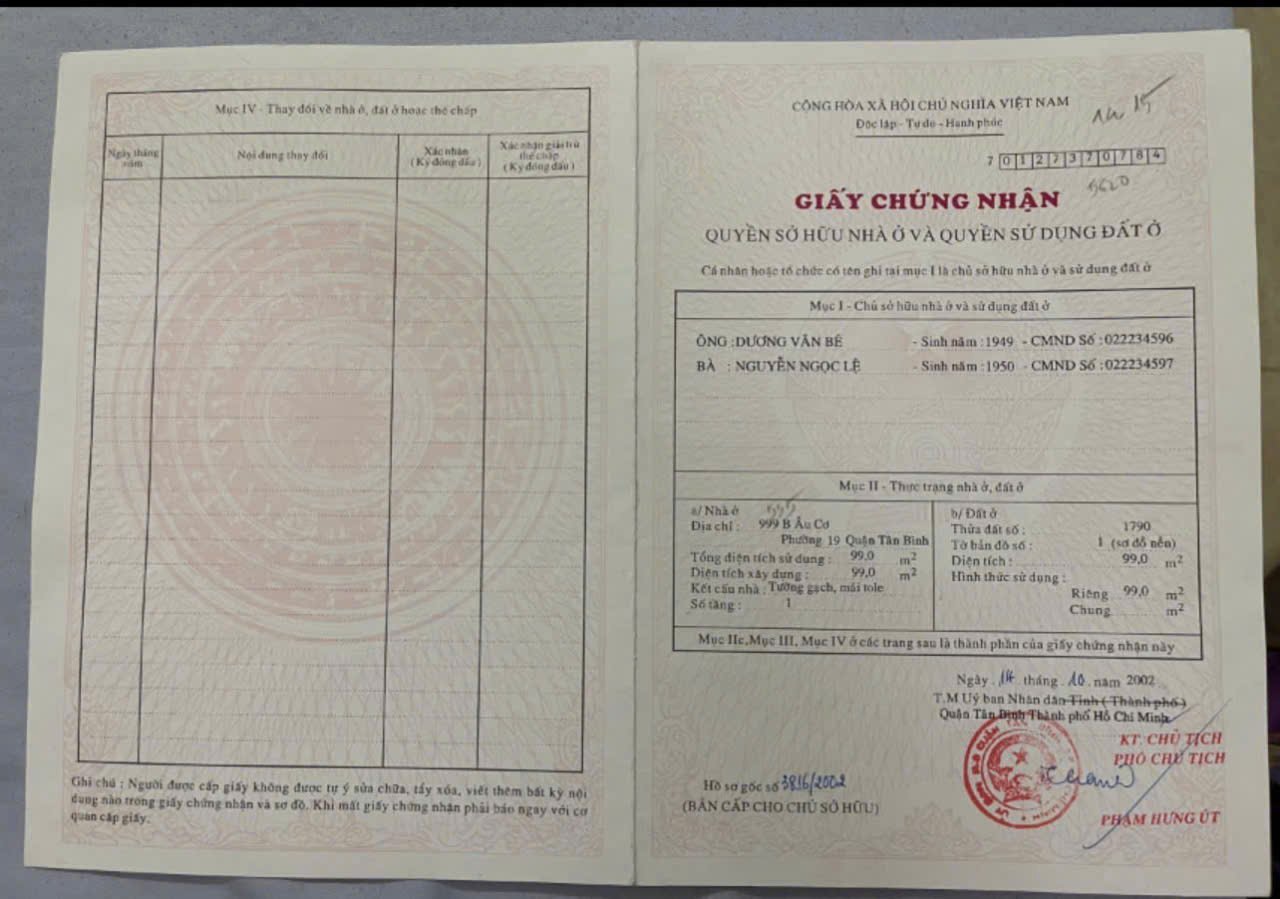 Mục IV - Thay đổi về nhà ở, đất ở hoặc thế chấp
Ngày tháng năm
Nội dung thay đổi
Xác nhận (Ký đóng dấu)
Xác nhận giải trừ thế chấp (Ký đóng dấu)
Ghi chú : Người được cấp giấy không được tự ý sửa chữa, tẩy xóa, viết thêm bất kỳ nội
dung nào trong giấy chứng nhận và sơ đồ. Khi mất giấy chứng nhận phải báo ngay với cơ
quan cấp giấy.
CỘNG HÒA XÃ HỘI CHỦ NGHĨA VIỆT NAM
Độc lập - Tự do - Hạnh phúc
7 0127370784
5620
GIẤY CHỨNG NHẬN
QUYỀN SỞ HỮU NHÀ Ở VÀ QUYỀN SỬ DỤNG ĐẤT Ở
Cá nhân hoặc tổ chức có tên ghi tại mục I là chủ sở hữu nhà ở và sử dụng đất ở
Mục I - Chủ sở hữu nhà ở và sử dụng đất ở
ÔNG : DƯƠNG VĂN BÊ - Sinh năm : 1949 - CMND Số : 022234596
BÀ : NGUYỄN NGỌC LỆ - Sinh năm : 1950 - CMND Số : 022234597
Mục II - Thực trạng nhà ở, đất ở
a/ Nhà ở
Địa chỉ : 999 B Âu Cơ
Phường 19 Quận Tân Bình
Tổng diện tích sử dụng : 99,0 m2
Diện tích xây dựng : 99,0 m2
Kết cấu nhà : Tường gạch, mái tole
Số tầng : 1
b/ Đất ở
Thửa đất số : 1790
Tờ bản đồ số : 1 (sơ đồ nền)
Diện tích : 99,0 m2
Hình thức sử dụng :
Riêng 99,0 m2
Chung m2
Mục IIc, Mục III, Mục IV ở các trang sau là thành phần của giấy chứng nhận này
Ngày 14 tháng 10 năm 2002
T.M Uỷ ban Nhân dân Tỉnh ( Thành phố )
Quận Tân Bình Thành phố Hồ Chí Minh
KT. CHỦ TỊCH
PHÓ CHỦ TỊCH
Hồ sơ gốc số 3816/2002
(BẢN CẤP CHO CHỦ SỞ HỮU)
PHẠM HƯNG ÚT